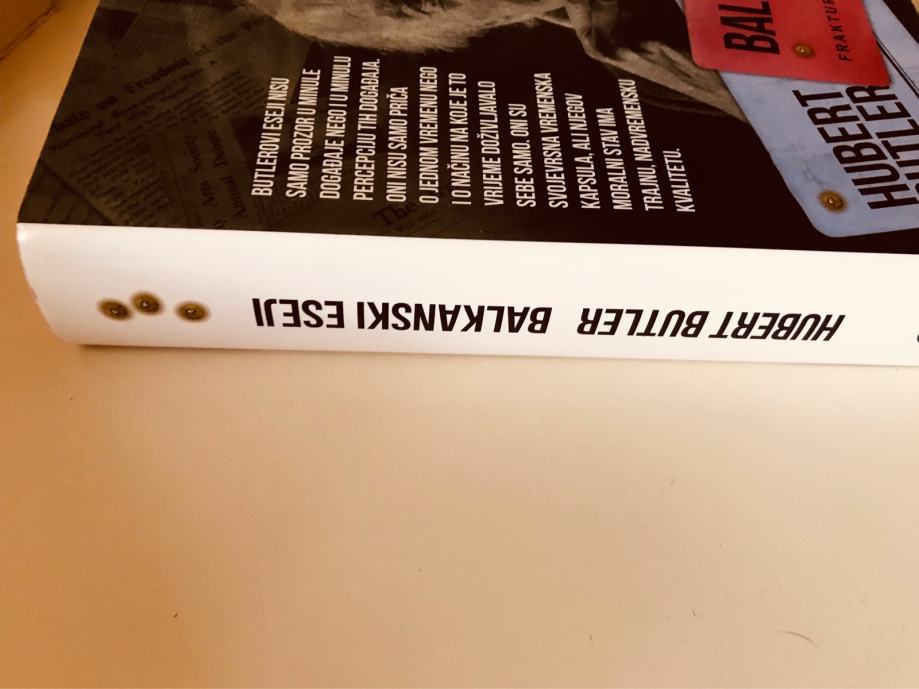 BUTLEROVI ESEJI NISU
SAMO PROZOR U MINULE
DOGAĐAJE NEGO I U MINULU
PERCEPCIJU TIH DOGAĐAJA.
ONI NISU SAMO PRIČA
O JEDNOM VREMENU NEGO
I O NAČINU NA KOJE JE TO
VRIJEME DOŽIVLJAVALO
SEBE SAMO. ONI SU
SVOJEVRSNA VREMENSKA
KAPSULA, ALI NJEGOV
MORALNI STAV IMA
TRAJNU, NADVREMENSKU
KVALITETU.
BAL
FRAKTUR
HUBERT
BUTLER
HUBERT BUTLER BALKANSKI ESEJI